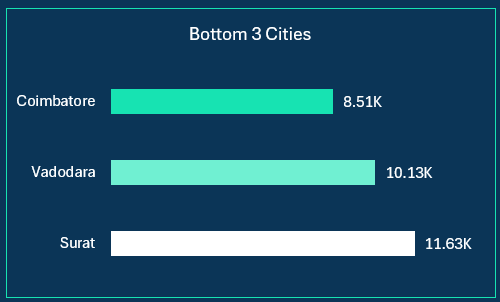 Bottom 3 Cities
Coimbatore 8.51K
Vadodara 10.13K
Surat 11.63K